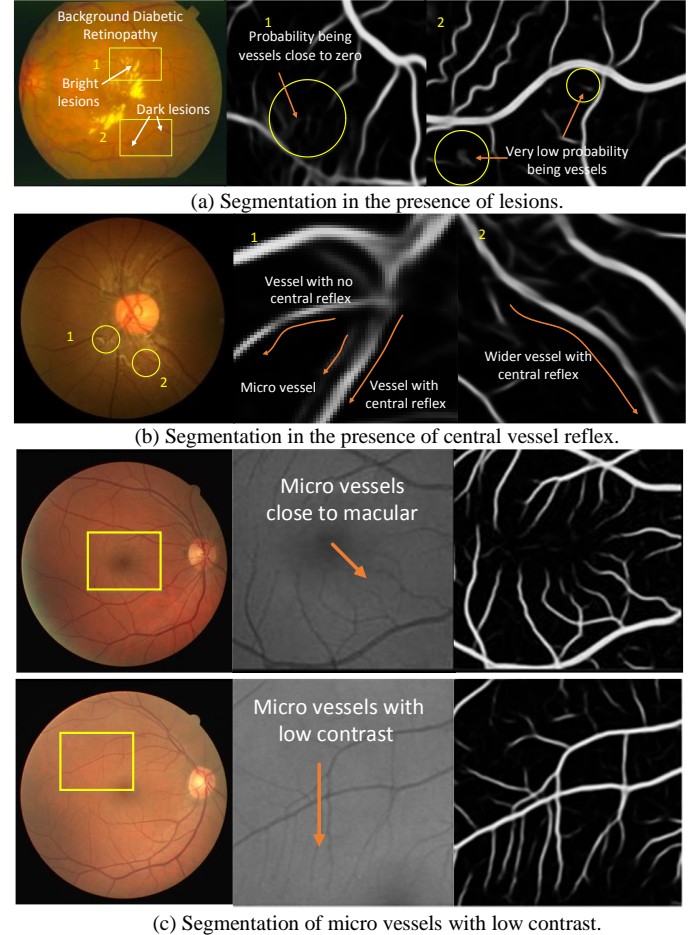 Background Diabetic
Retinopathy
1
Bright
lesions
Dark lesions
2
1
Probability being
vessels close to zero
2
Very low probability
being vessels
(a) Segmentation in the presence of lesions.
1
2
1
Vessel with no
central reflex
Micro vessel
Vessel with
central reflex
2
Wider vessel with
central reflex
(b) Segmentation in the presence of central vessel reflex.
Micro vessels
close to macular
Micro vessels with
low contrast
(c) Segmentation of micro vessels with low contrast.